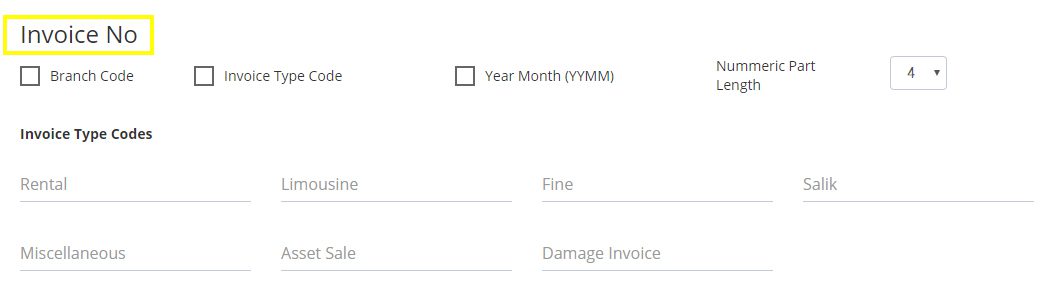 Invoice No
Branch Code
Invoice Type Code
Year Month (YYMM)
Nummeric Part
Length
4
Invoice Type Codes
Rental
Limousine
Fine
Salik
Miscellaneous
Asset Sale
Damage Invoice